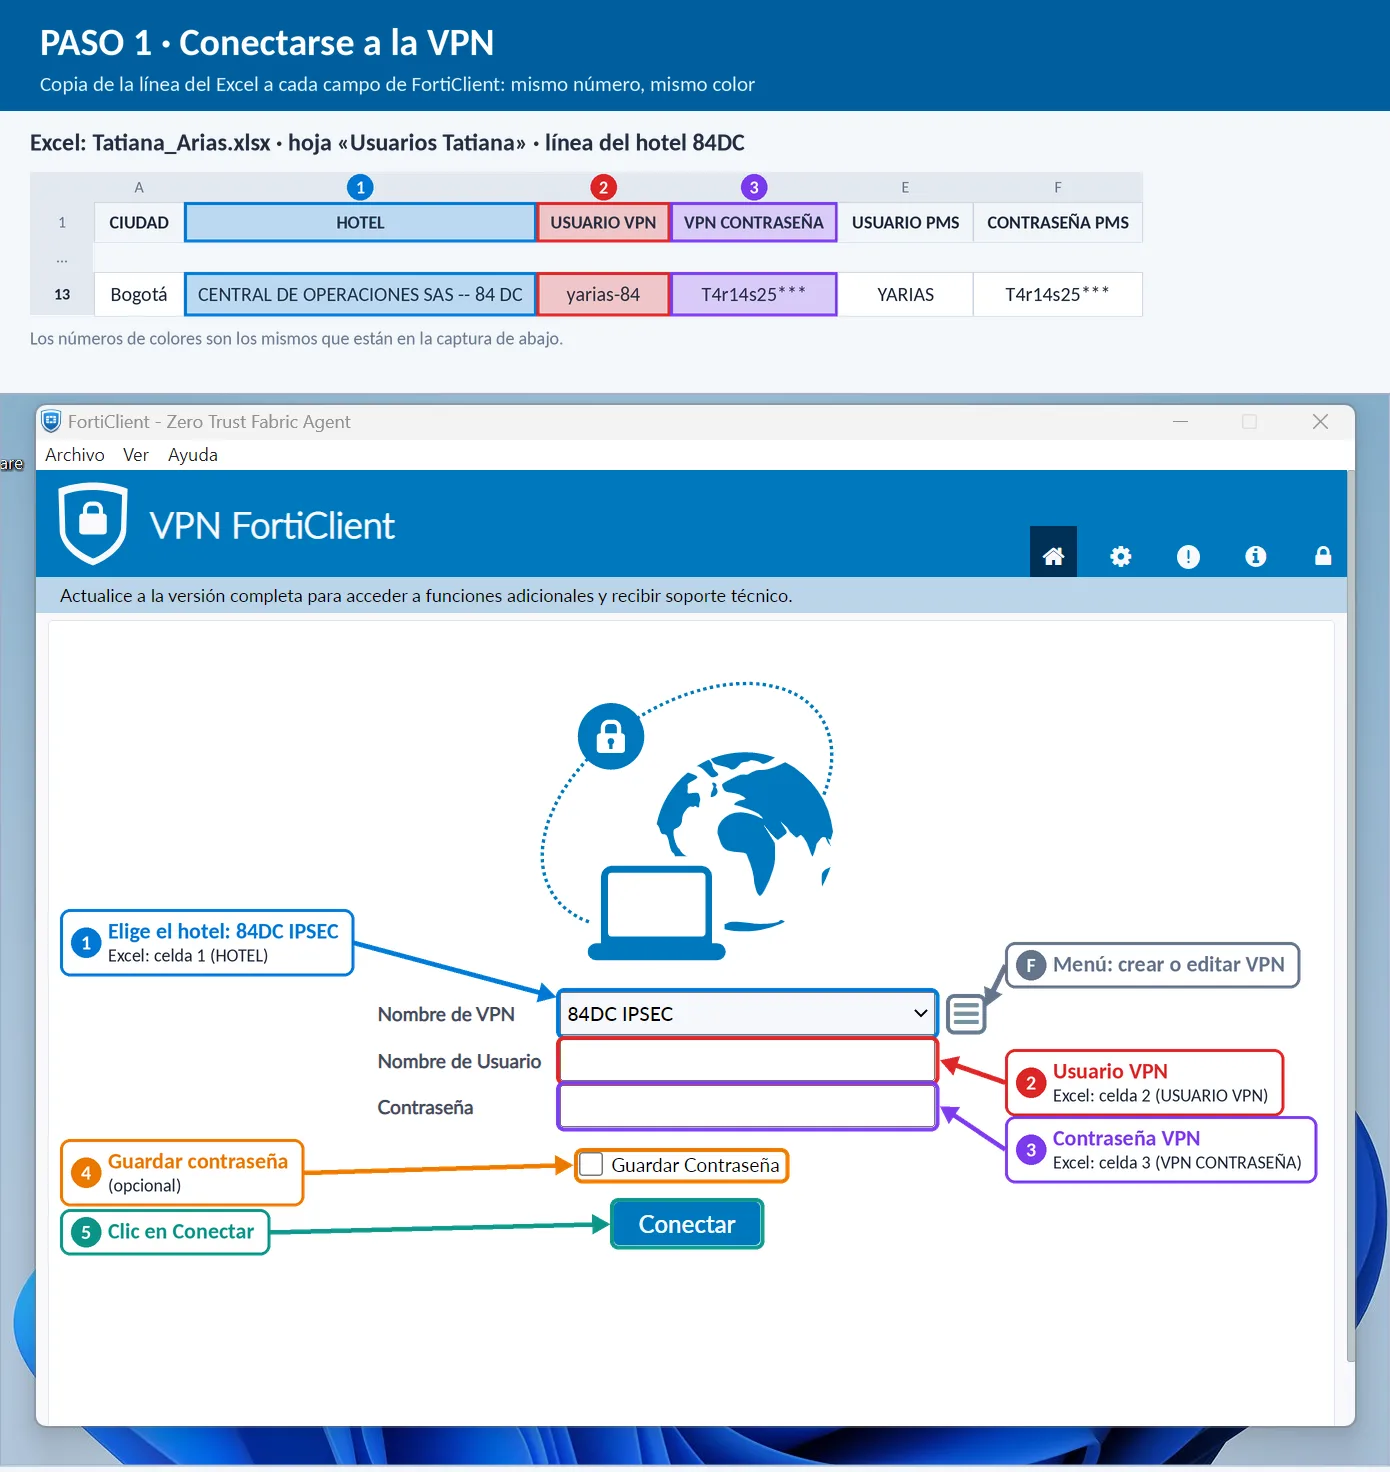 PASO 1 · Conectarse a la VPN
Copia de la línea del Excel a cada campo de FortiClient: mismo número, mismo color
Excel: Tatiana_Arias.xlsx · hoja «Usuarios Tatiana» · línea del hotel 84DC
A 1 2 3 E F
1 CIUDAD HOTEL USUARIO VPN VPN CONTRASEÑA USUARIO PMS CONTRASEÑA PMS
...
13 Bogotá CENTRAL DE OPERACIONES SAS -- 84 DC yarias-84 T4r14s25*** YARIAS T4r14s25***
Los números de colores son los mismos que están en la captura de abajo.
FortiClient - Zero Trust Fabric Agent
Archivo Ver Ayuda
are
VPN FortiClient
Actualice a la versión completa para acceder a funciones adicionales y recibir soporte técnico.
1 Elige el hotel: 84DC IPSEC
Excel: celda 1 (HOTEL)
F Menú: crear o editar VPN
Nombre de VPN 84DC IPSEC
Nombre de Usuario
2 Usuario VPN
Excel: celda 2 (USUARIO VPN)
Contraseña
3 Contraseña VPN
Excel: celda 3 (VPN CONTRASEÑA)
4 Guardar contraseña
(opcional)
Guardar Contraseña
5 Clic en Conectar
Conectar